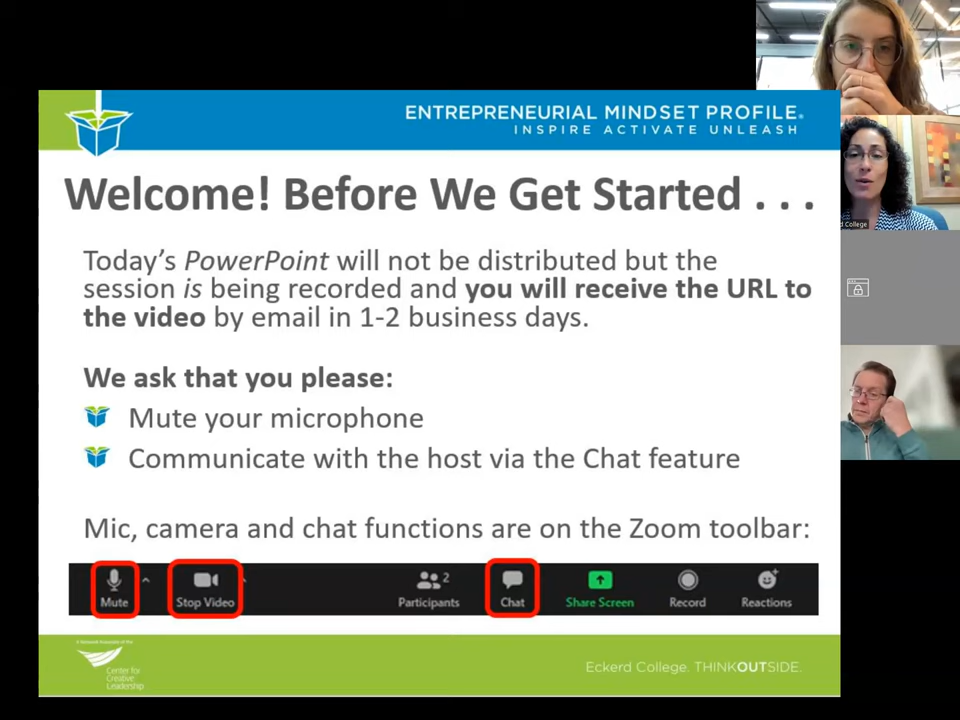 ENTREPRENEURIAL MINDSET PROFILE®
INSPIRE ACTIVATE UNLEASH
Welcome! Before We Get Started . . .
Today's PowerPoint will not be distributed but the
session is being recorded and you will receive the URL to
the video by email in 1-2 business days.
We ask that you please:
Mute your microphone
Communicate with the host via the Chat feature
Mic, camera and chat functions are on the Zoom toolbar:
Mute
Stop Video
Participants
2
Chat
Share Screen
Record
Reactions
A Network Associate of the
Center for
Creative
Leadership
Eckerd College. THINKOUTSIDE.
d College